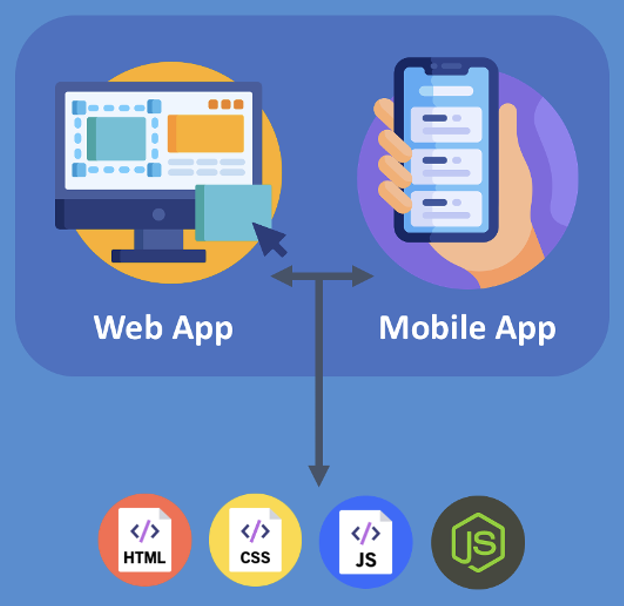 Web App
Mobile App
</>
HTML
</>
CSS
</>
JS
JS